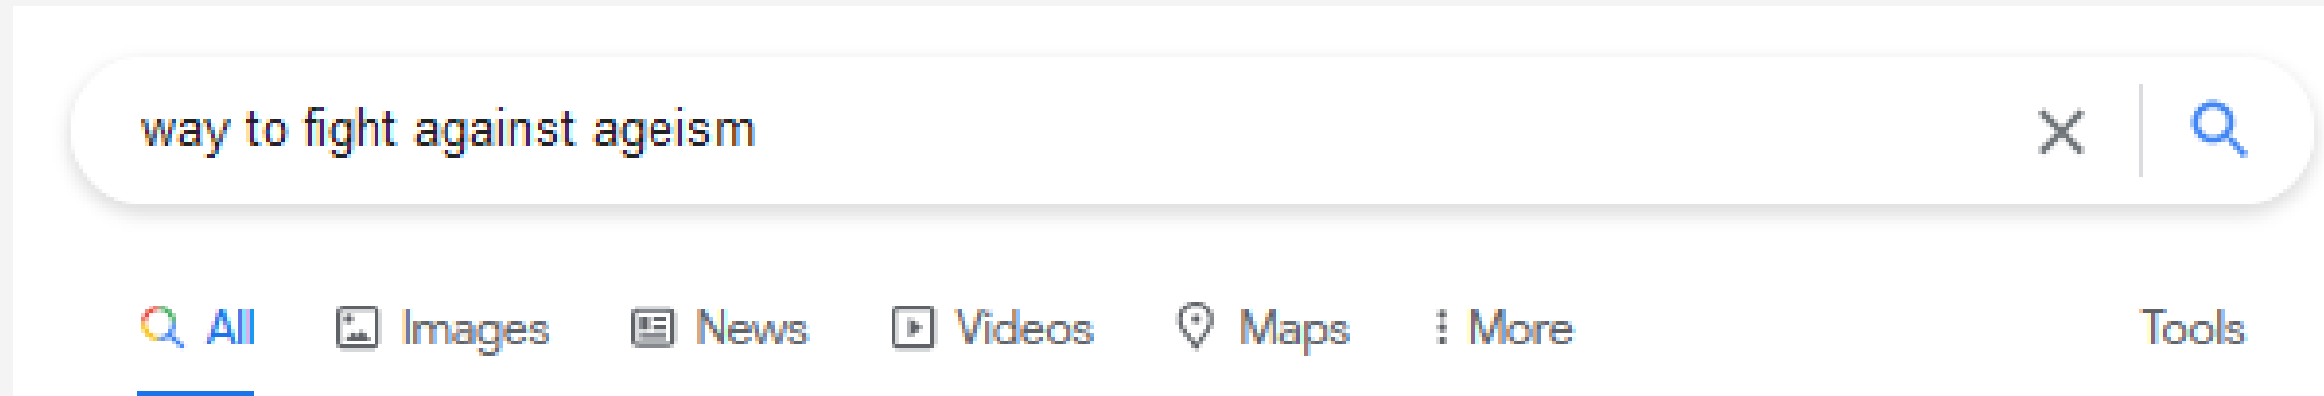 way to fight against ageism
All Images News Videos Maps More Tools